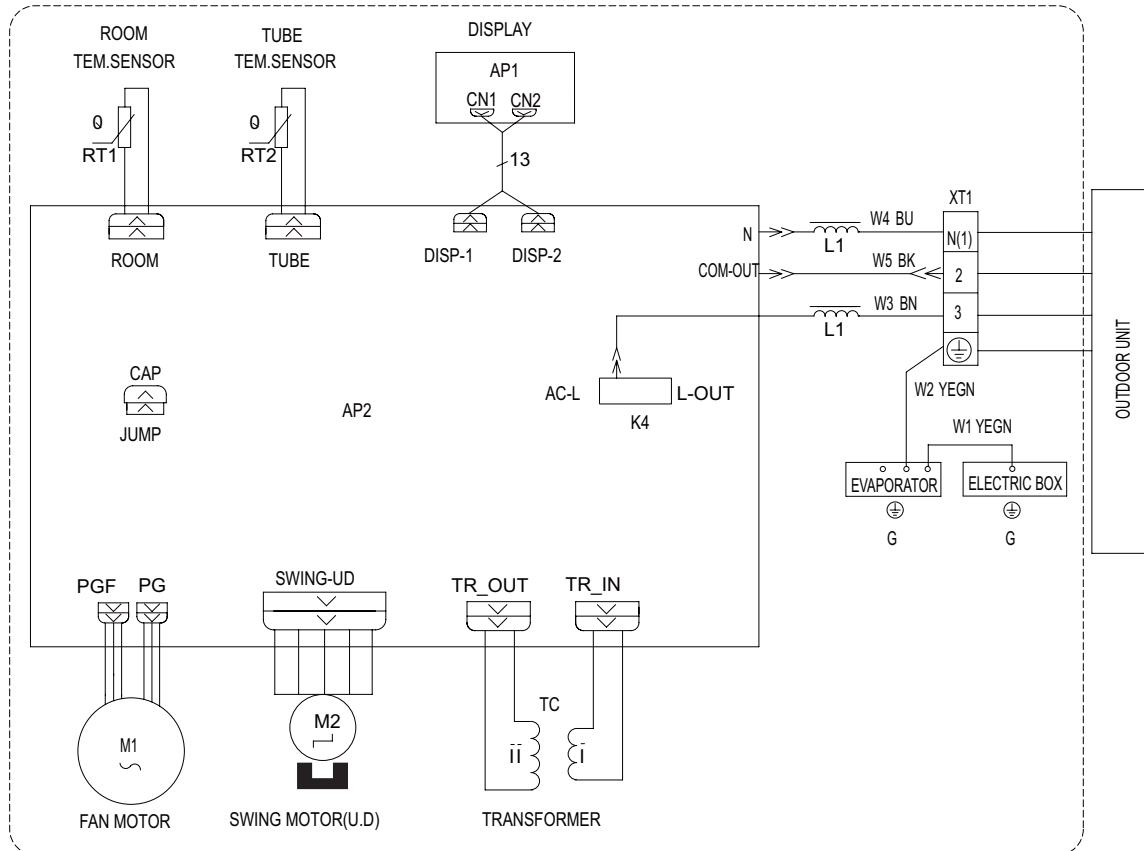 ROOM
TEM.SENSOR
TUBE
TEM.SENSOR
DISPLAY
AP1
CN1 CN2
θ
RT1
θ
RT2
13
ROOM
TUBE
DISP-1
DISP-2
N
COM-OUT
L1
W4 BU
W5 BK
W3 BN
L1
XT1
N(1)
2
3
OUTDOOR UNIT
CAP
JUMP
AP2
AC-L
L-OUT
K4
W2 YEGN
W1 YEGN
EVAPORATOR
G
ELECTRIC BOX
G
PGF
PG
SWING-UD
TR_OUT
TR_IN
M1
FAN MOTOR
M2
SWING MOTOR(U.D)
TC
II
I
TRANSFORMER